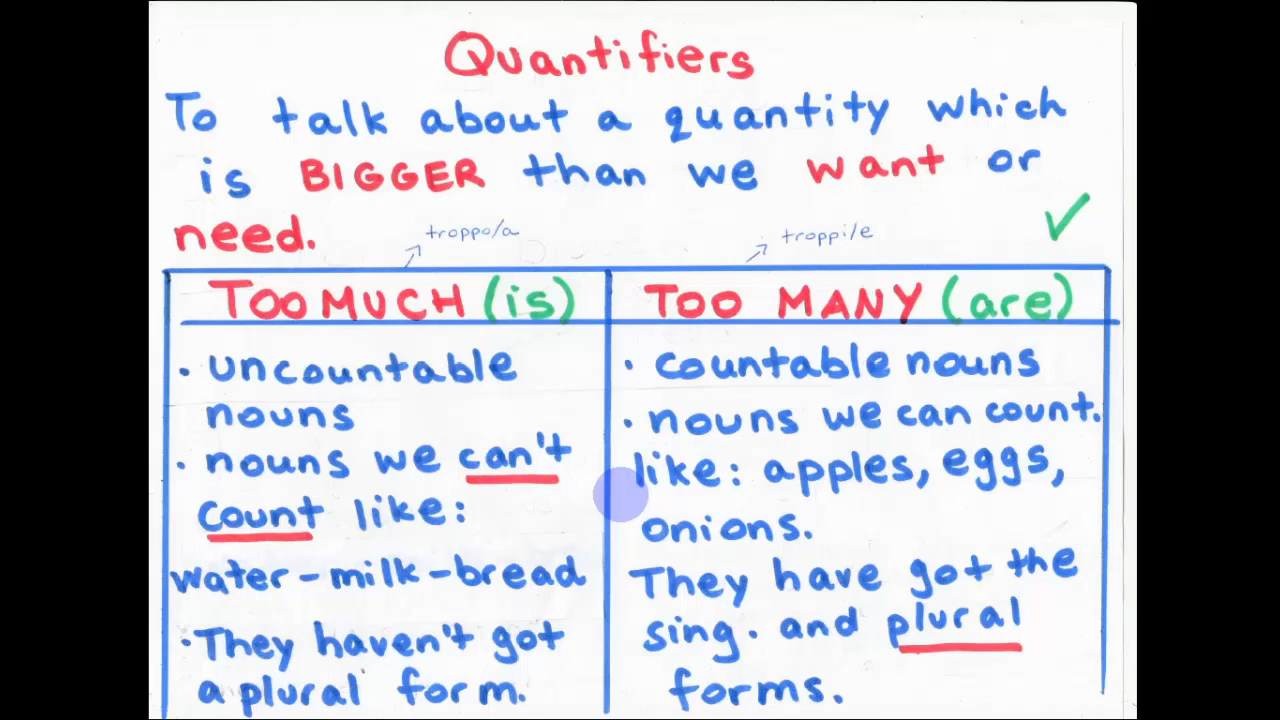 Quantifiers
To talk about a quantity which
is BIGGER than we want or
need.
troppo/a
troppi/e
TOO MUCH (is)
• uncountable
nouns
• nouns we can't
count like:
water-milk-bread
• They haven't got
a plural form.
TOO MANY (are)
• countable nouns
• nouns we can count.
like: apples, eggs,
onions.
They have got the
sing. and plural
forms.